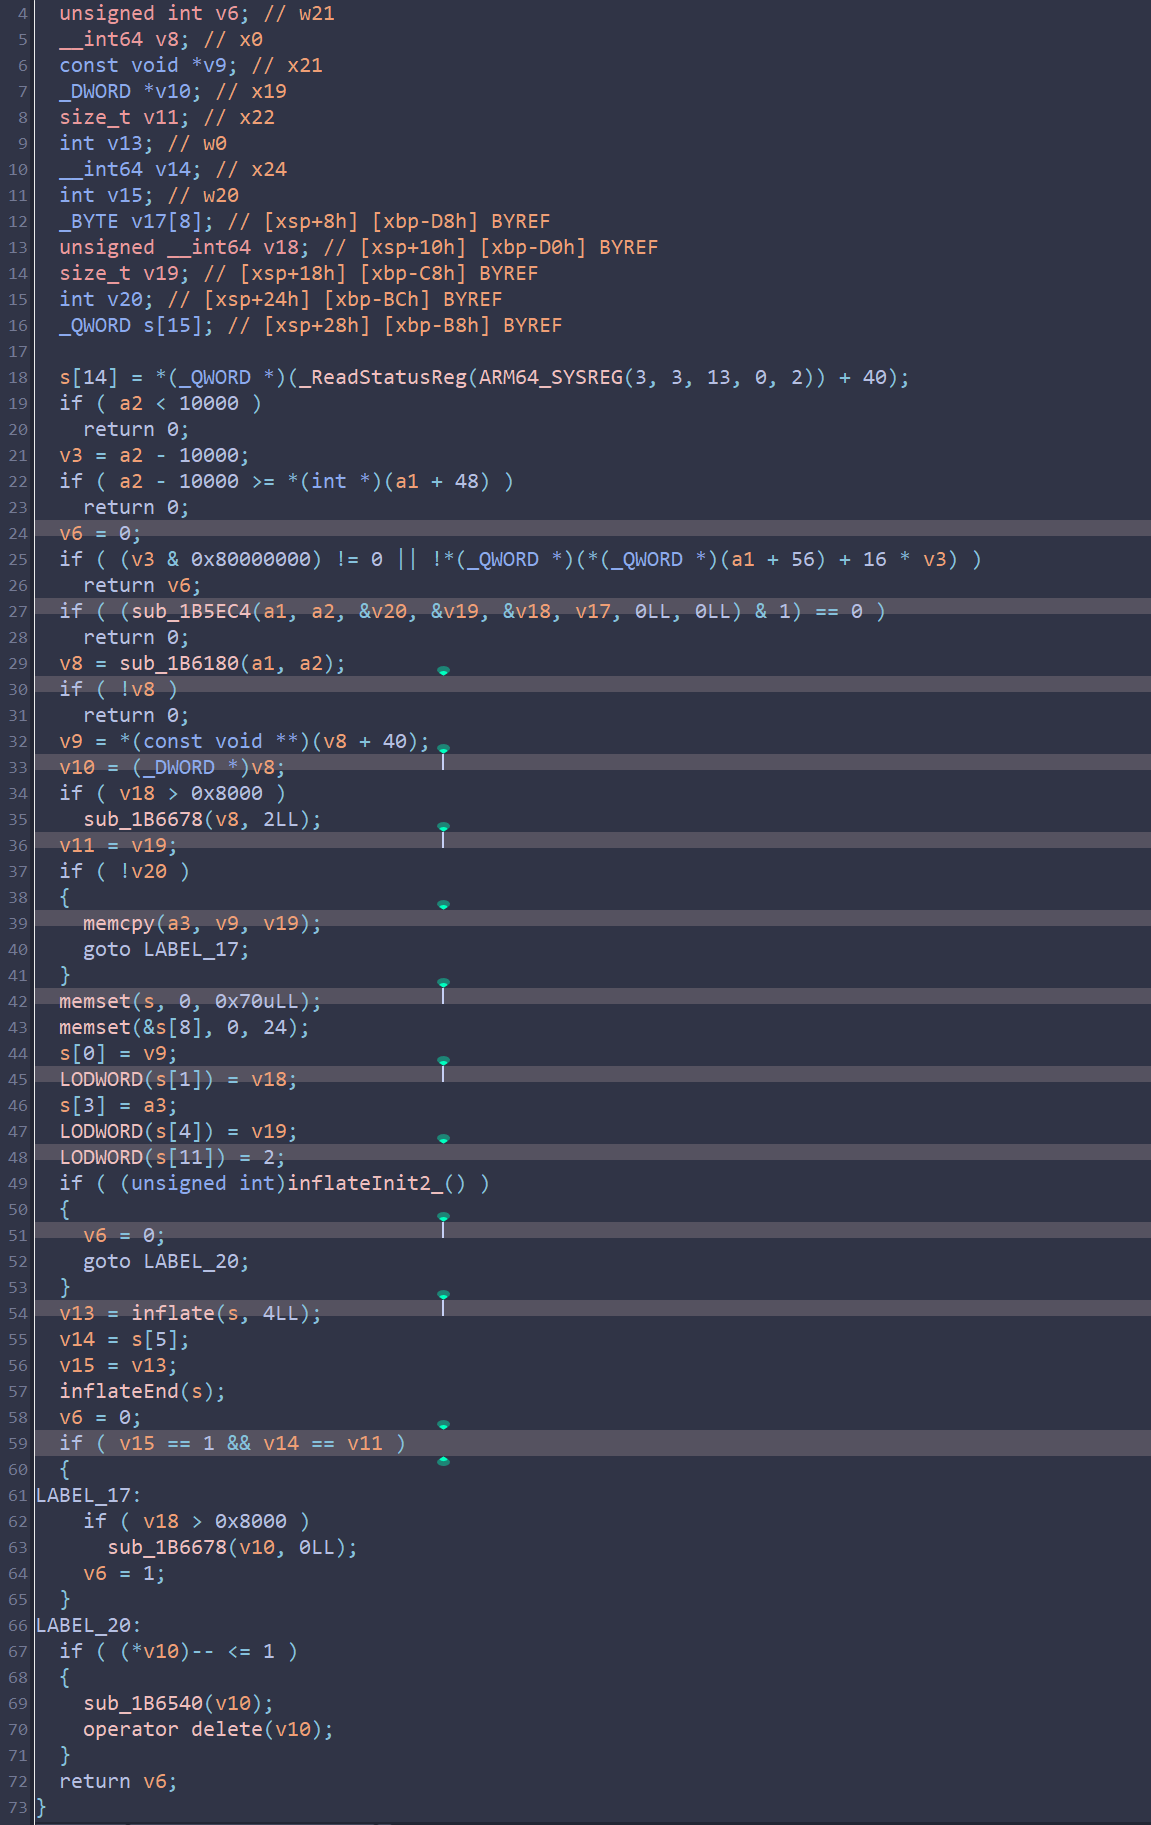 4 unsigned int v6; // w21
5 __int64 v8; // x0
6 const void *v9; // x21
7 _DWORD *v10; // x19
8 size_t v11; // x22
9 int v13; // w0
10 __int64 v14; // x24
11 int v15; // w20
12 _BYTE v17[8]; // [xsp+8h] [xbp-D8h] BYREF
13 unsigned __int64 v18; // [xsp+10h] [xbp-D0h] BYREF
14 size_t v19; // [xsp+18h] [xbp-C8h] BYREF
15 int v20; // [xsp+24h] [xbp-BCh] BYREF
16 _QWORD s[15]; // [xsp+28h] [xbp-B8h] BYREF
17
18 s[14] = *(_QWORD *)(_ReadStatusReg(ARM64_SYSREG(3, 3, 13, 0, 2)) + 40);
19 if ( a2 < 10000 )
20 return 0;
21 v3 = a2 - 10000;
22 if ( a2 - 10000 >= *(int *)(a1 + 48) )
23 return 0;
24 v6 = 0;
25 if ( (v3 & 0x80000000) != 0 || !*(_QWORD *)(*(_QWORD *)(a1 + 56) + 16 * v3) )
26 return v6;
27 if ( (sub_1B5EC4(a1, a2, &v20, &v19, &v18, v17, 0LL, 0LL) & 1) == 0 )
28 return 0;
29 v8 = sub_1B6180(a1, a2);
30 if ( !v8 )
31 return 0;
32 v9 = *(const void **)(v8 + 40);
33 v10 = (_DWORD *)v8;
34 if ( v18 > 0x8000 )
35 sub_1B6678(v8, 2LL);
36 v11 = v19;
37 if ( !v20 )
38 {
39 memcpy(a3, v9, v19);
40 goto LABEL_17;
41 }
42 memset(s, 0, 0x70uLL);
43 memset(&s[8], 0, 24);
44 s[0] = v9;
45 LODWORD(s[1]) = v18;
46 s[3] = a3;
47 LODWORD(s[4]) = v19;
48 LODWORD(s[11]) = 2;
49 if ( (unsigned int)inflateInit2_() )
50 {
51 v6 = 0;
52 goto LABEL_20;
53 }
54 v13 = inflate(s, 4LL);
55 v14 = s[5];
56 v15 = v13;
57 inflateEnd(s);
58 v6 = 0;
59 if ( v15 == 1 && v14 == v11 )
60 {
61 LABEL_17:
62 if ( v18 > 0x8000 )
63 sub_1B6678(v10, 0LL);
64 v6 = 1;
65 }
66 LABEL_20:
67 if ( (*v10)-- <= 1 )
68 {
69 sub_1B6540(v10);
70 operator delete(v10);
71 }
72 return v6;
73 }